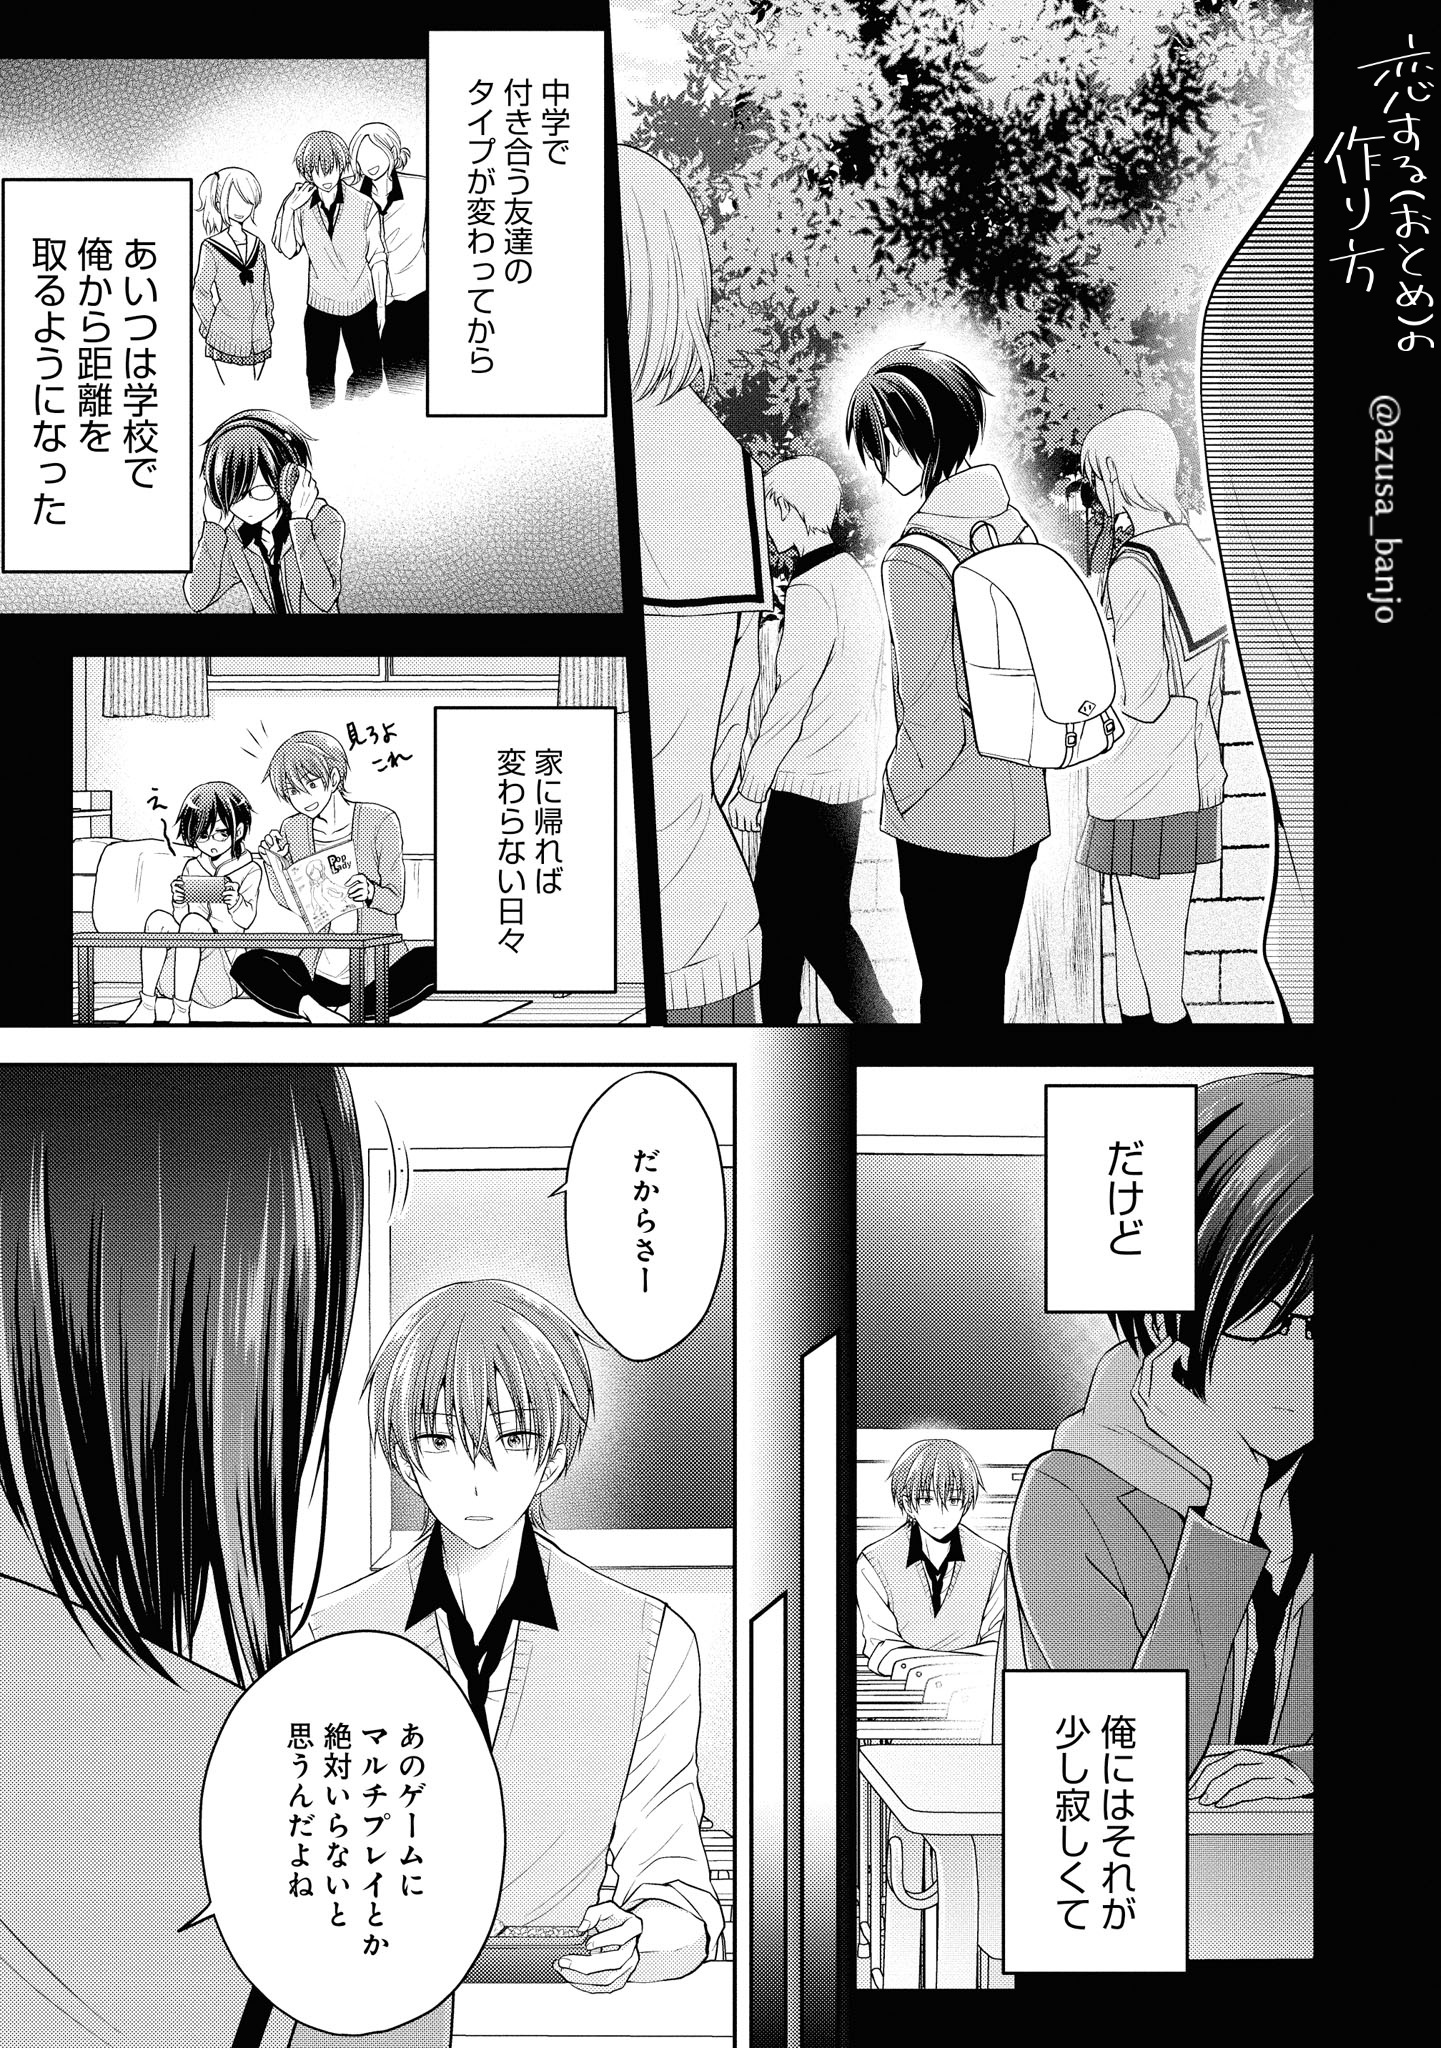 恋する(おとめ)の
作り方
@azusa_banjo
中学で
付き合う友達の
タイプが変わってから
あいつは学校で
俺から距離を
取るようになった
家に帰れば
変わらない日々
見ろよ
これ
え
Pop
Lady
だけど
俺にはそれが
少し寂しくて
だからさー
あのゲームに
マルチプレイとか
絶対いらないと
思うんだよね